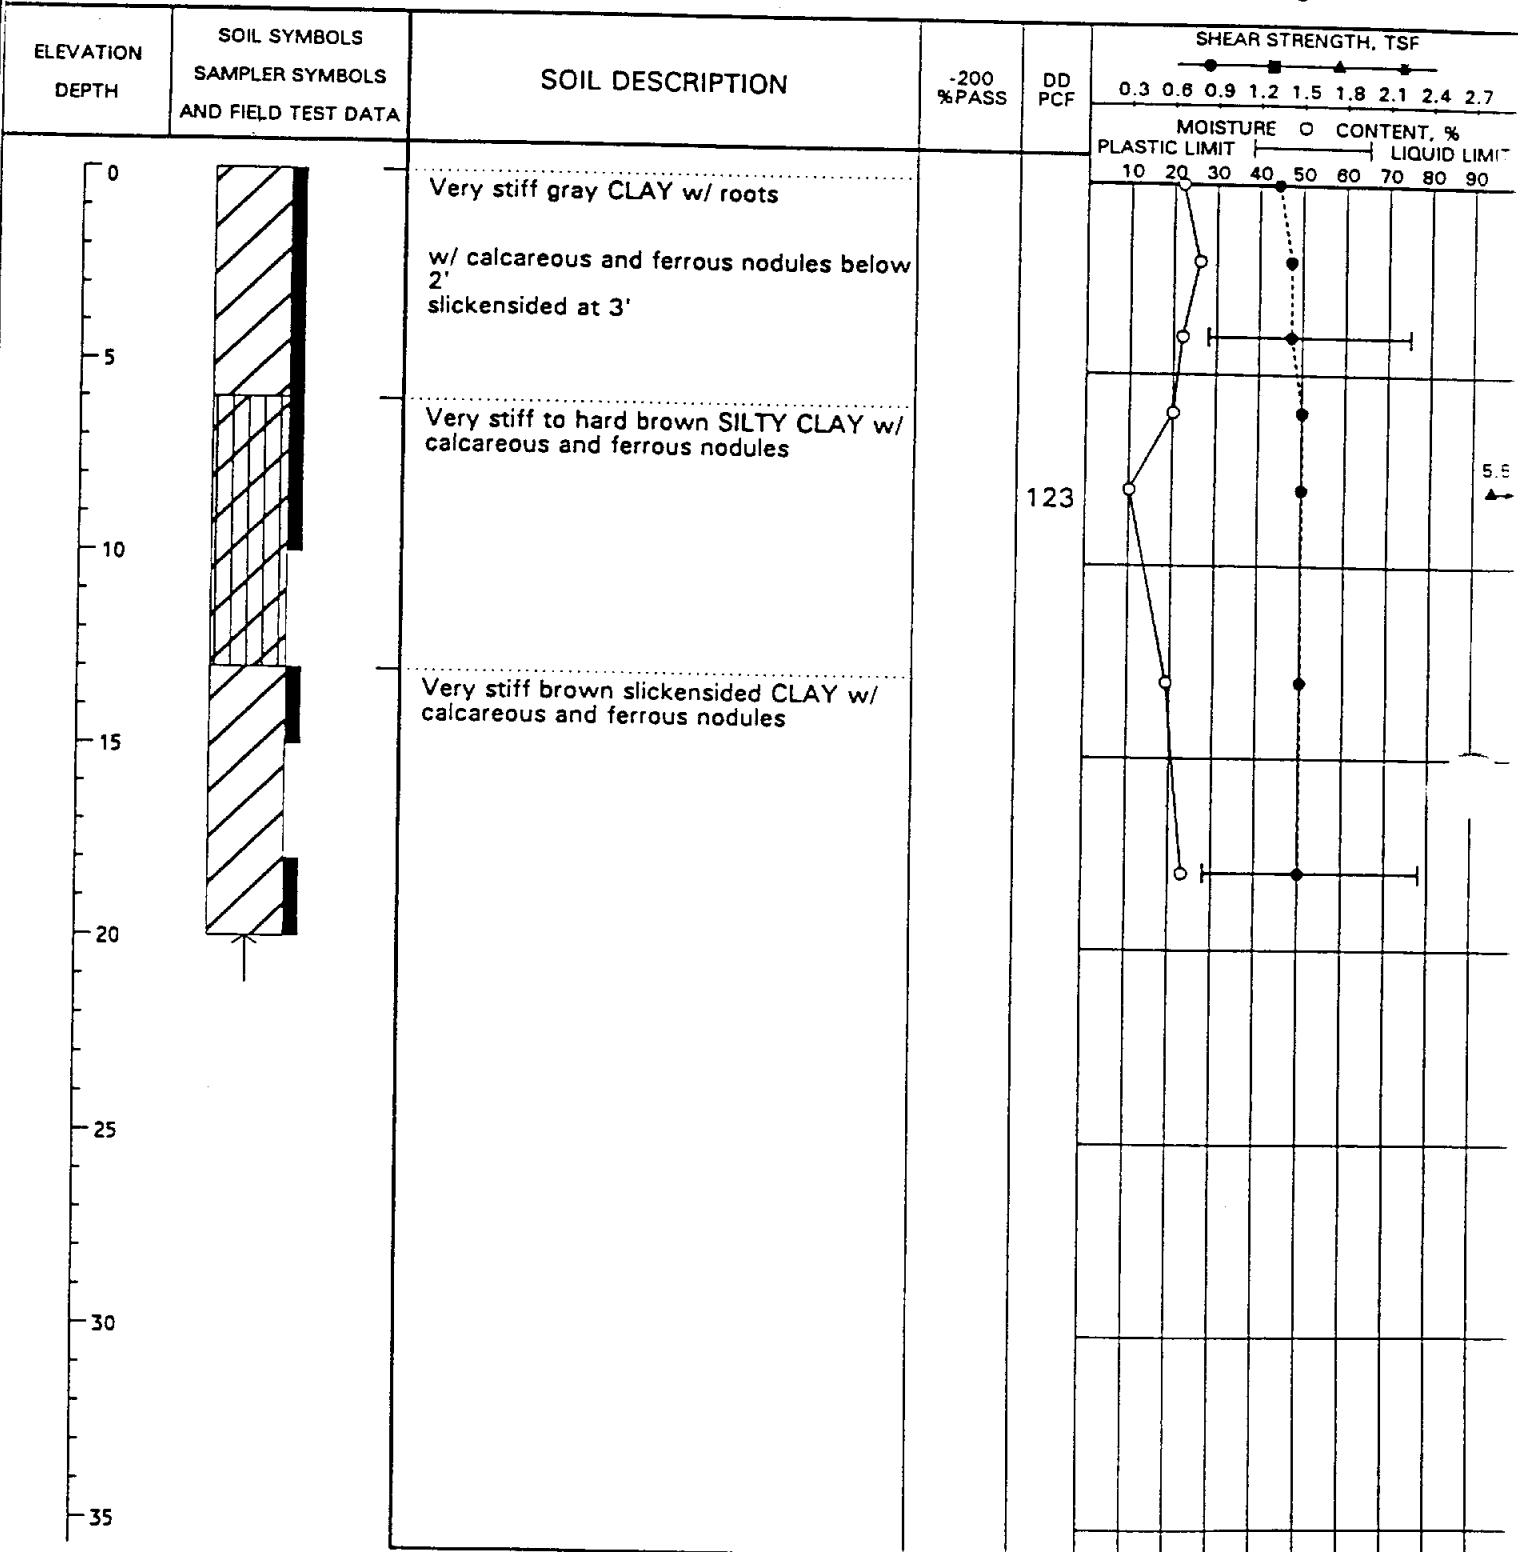 ELEVATION
DEPTH
SOIL SYMBOLS
SAMPLER SYMBOLS
AND FIELD TEST DATA
SOIL DESCRIPTION
-200
%PASS
DD
PCF
SHEAR STRENGTH, TSF
0.3 0.6 0.9 1.2 1.5 1.8 2.1 2.4 2.7
MOISTURE CONTENT, %
PLASTIC LIMIT LIQUID LIMIT
10 20 30 40 50 60 70 80 90
0
Very stiff gray CLAY w/ roots
w/ calcareous and ferrous nodules below
2'
slickensided at 3'
5
Very stiff to hard brown SILTY CLAY w/
calcareous and ferrous nodules
123
10
Very stiff brown slickensided CLAY w/
calcareous and ferrous nodules
15
20
25
30
35